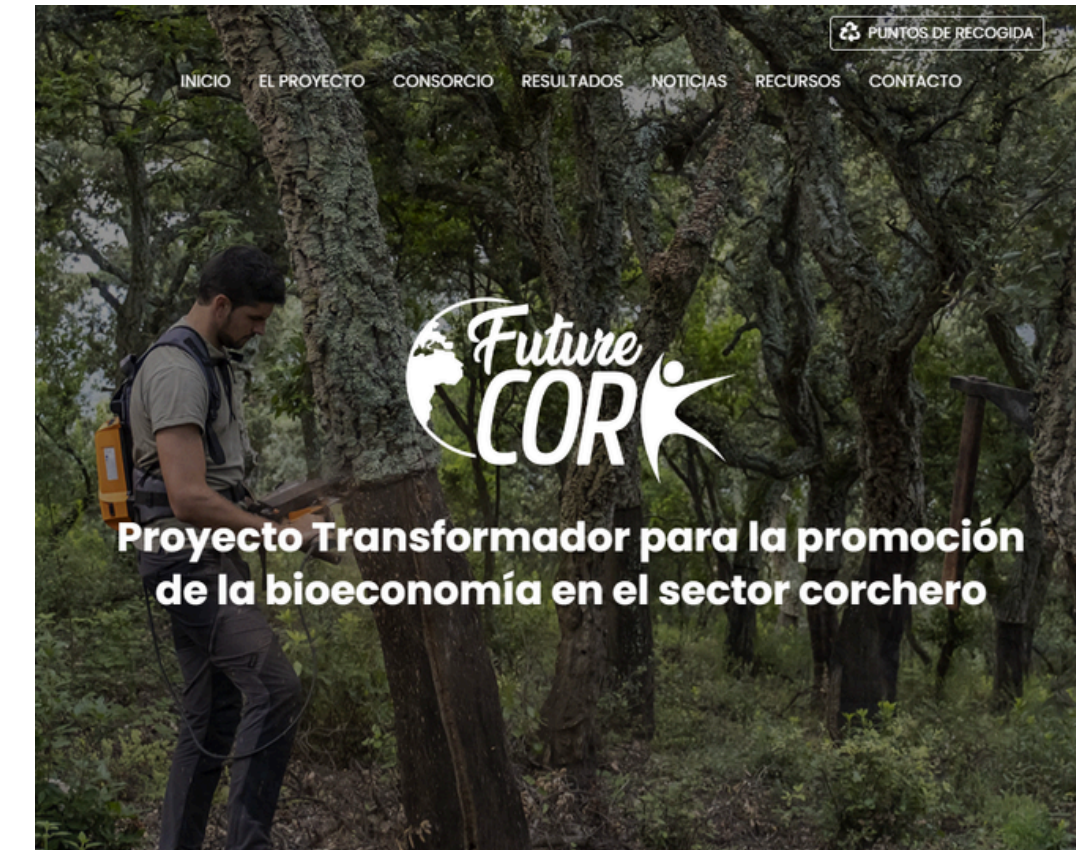 PUNTOS DE RECOGIDA
INICIO EL PROYECTO CONSORCIO RESULTADOS NOTICIAS RECURSOS CONTACTO
Future
CORK
Proyecto Transformador para la promoción
de la bioeconomía en el sector corchero